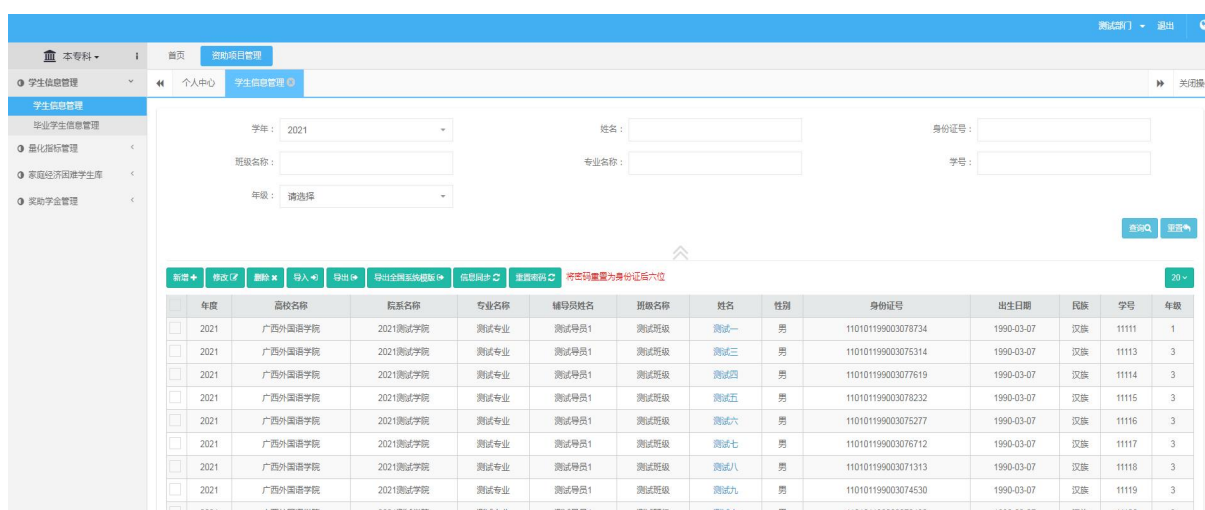 测试部门 退出
本专科 首页 资助项目管理
学生信息管理 个人中心 学生信息管理 关闭操
学生信息管理
毕业学生信息管理
量化指标管理
家庭经济困难学生库
奖助学金管理
学年： 2021 姓名： 身份证号：
班级名称： 专业名称： 学号：
年级： 请选择
查询 重置
新增 修改 删除 导入 导出 导出全国系统模版 信息同步 重置密码 将密码重置为身份证后六位 20
年度 高校名称 院系名称 专业名称 辅导员姓名 班级名称 姓名 性别 身份证号 出生日期 民族 学号 年级
2021 广西外国语学院 2021测试学院 测试专业 测试导员1 测试班级 测试一 男 110101199003078734 1990-03-07 汉族 11111 1
2021 广西外国语学院 2021测试学院 测试专业 测试导员1 测试班级 测试三 男 110101199003075314 1990-03-07 汉族 11113 3
2021 广西外国语学院 2021测试学院 测试专业 测试导员1 测试班级 测试四 男 110101199003077619 1990-03-07 汉族 11114 3
2021 广西外国语学院 2021测试学院 测试专业 测试导员1 测试班级 测试五 男 110101199003078232 1990-03-07 汉族 11115 3
2021 广西外国语学院 2021测试学院 测试专业 测试导员1 测试班级 测试六 男 110101199003075277 1990-03-07 汉族 11116 3
2021 广西外国语学院 2021测试学院 测试专业 测试导员1 测试班级 测试七 男 110101199003076712 1990-03-07 汉族 11117 3
2021 广西外国语学院 2021测试学院 测试专业 测试导员1 测试班级 测试八 男 110101199003071313 1990-03-07 汉族 11118 3
2021 广西外国语学院 2021测试学院 测试专业 测试导员1 测试班级 测试九 男 110101199003074530 1990-03-07 汉族 11119 3